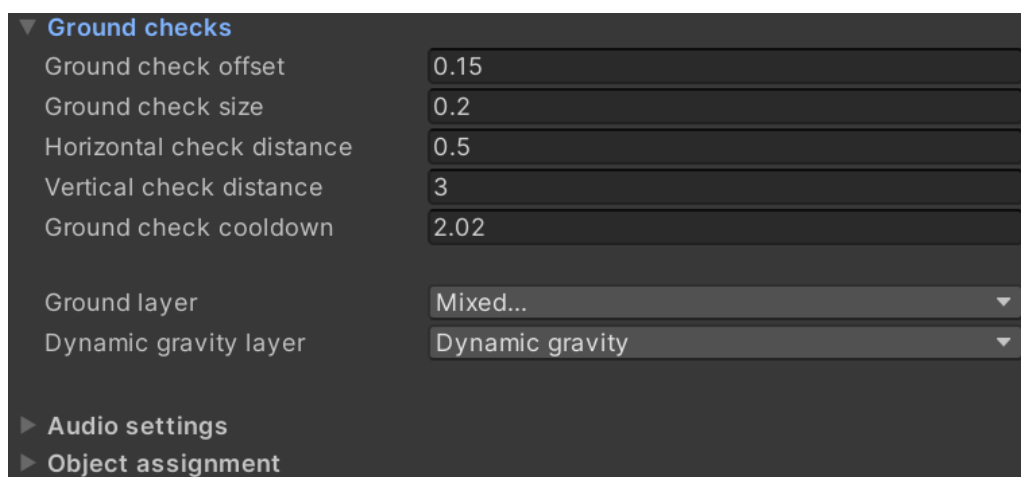 Ground checks
Ground check offset 0.15
Ground check size 0.2
Horizontal check distance 0.5
Vertical check distance 3
Ground check cooldown 2.02
Ground layer Mixed...
Dynamic gravity layer Dynamic gravity
Audio settings
Object assignment